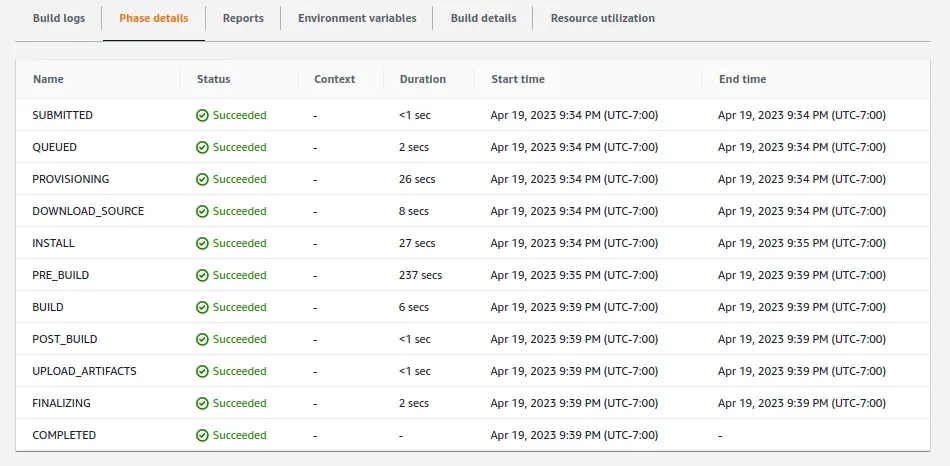 Build logs Phase details Reports Environment variables Build details Resource utilization
Name Status Context Duration Start time End time
SUBMITTED Succeeded - <1 sec Apr 19, 2023 9:34 PM (UTC-7:00) Apr 19, 2023 9:34 PM (UTC-7:00)
QUEUED Succeeded - 2 secs Apr 19, 2023 9:34 PM (UTC-7:00) Apr 19, 2023 9:34 PM (UTC-7:00)
PROVISIONING Succeeded - 26 secs Apr 19, 2023 9:34 PM (UTC-7:00) Apr 19, 2023 9:34 PM (UTC-7:00)
DOWNLOAD_SOURCE Succeeded - 8 secs Apr 19, 2023 9:34 PM (UTC-7:00) Apr 19, 2023 9:34 PM (UTC-7:00)
INSTALL Succeeded - 27 secs Apr 19, 2023 9:34 PM (UTC-7:00) Apr 19, 2023 9:35 PM (UTC-7:00)
PRE_BUILD Succeeded - 237 secs Apr 19, 2023 9:35 PM (UTC-7:00) Apr 19, 2023 9:39 PM (UTC-7:00)
BUILD Succeeded - 6 secs Apr 19, 2023 9:39 PM (UTC-7:00) Apr 19, 2023 9:39 PM (UTC-7:00)
POST_BUILD Succeeded - <1 sec Apr 19, 2023 9:39 PM (UTC-7:00) Apr 19, 2023 9:39 PM (UTC-7:00)
UPLOAD_ARTIFACTS Succeeded - <1 sec Apr 19, 2023 9:39 PM (UTC-7:00) Apr 19, 2023 9:39 PM (UTC-7:00)
FINALIZING Succeeded - 2 secs Apr 19, 2023 9:39 PM (UTC-7:00) Apr 19, 2023 9:39 PM (UTC-7:00)
COMPLETED Succeeded - - Apr 19, 2023 9:39 PM (UTC-7:00) -